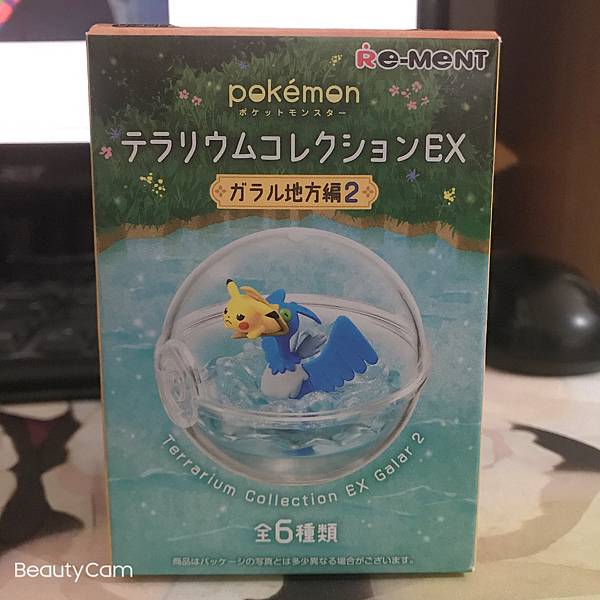 Re-MeNT
pokémon
ポケットモンスター
テラリウムコレクションEX
ガラル地方編2
Terrarium Collection EX Galar 2
全6種類
商品はパッケージの写真とは多少異なる場合がございます。
BeautyCam